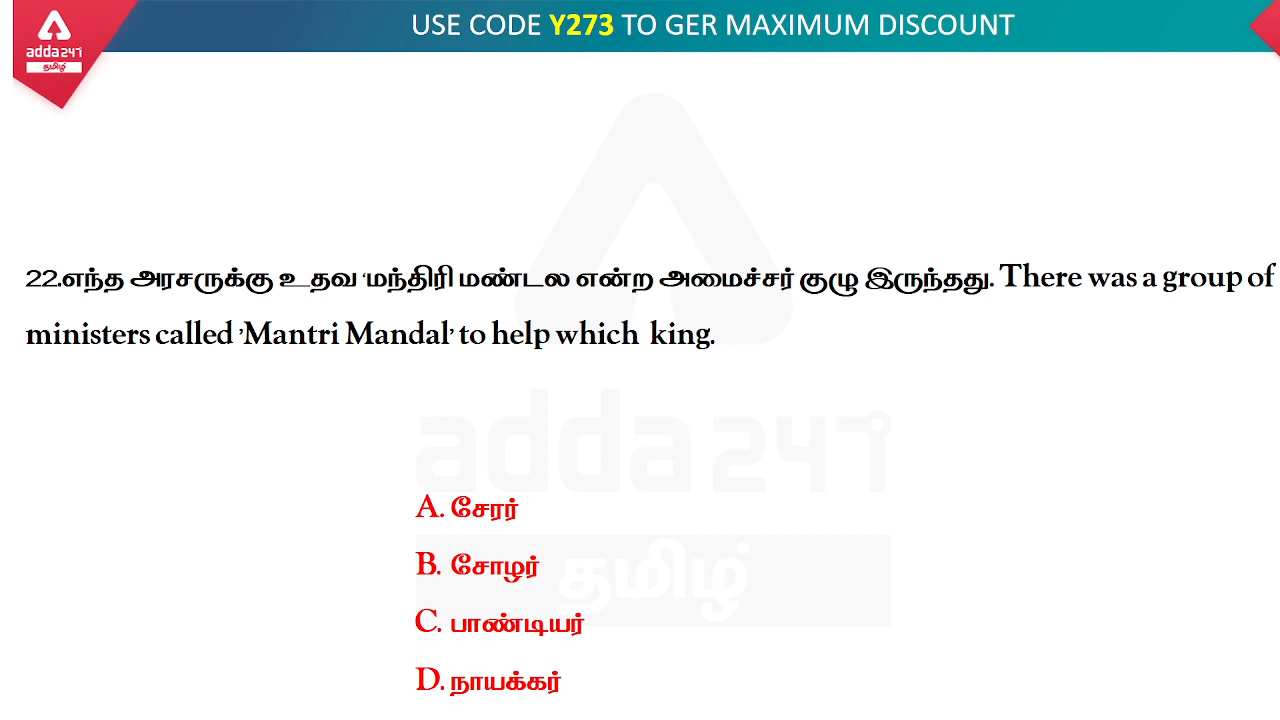 USE CODE Y273 TO GER MAXIMUM DISCOUNT
adda247
தமிழ்
22.எந்த அரசருக்கு உதவ ‘மந்திரி மண்டல என்ற அமைச்சர் குழு இருந்தது. There was a group of
ministers called ’Mantri Mandal’ to help which king.
adda247
தமிழ்
A. சேரர்
B. சோழர்
C. பாண்டியர்
D. நாயக்கர்